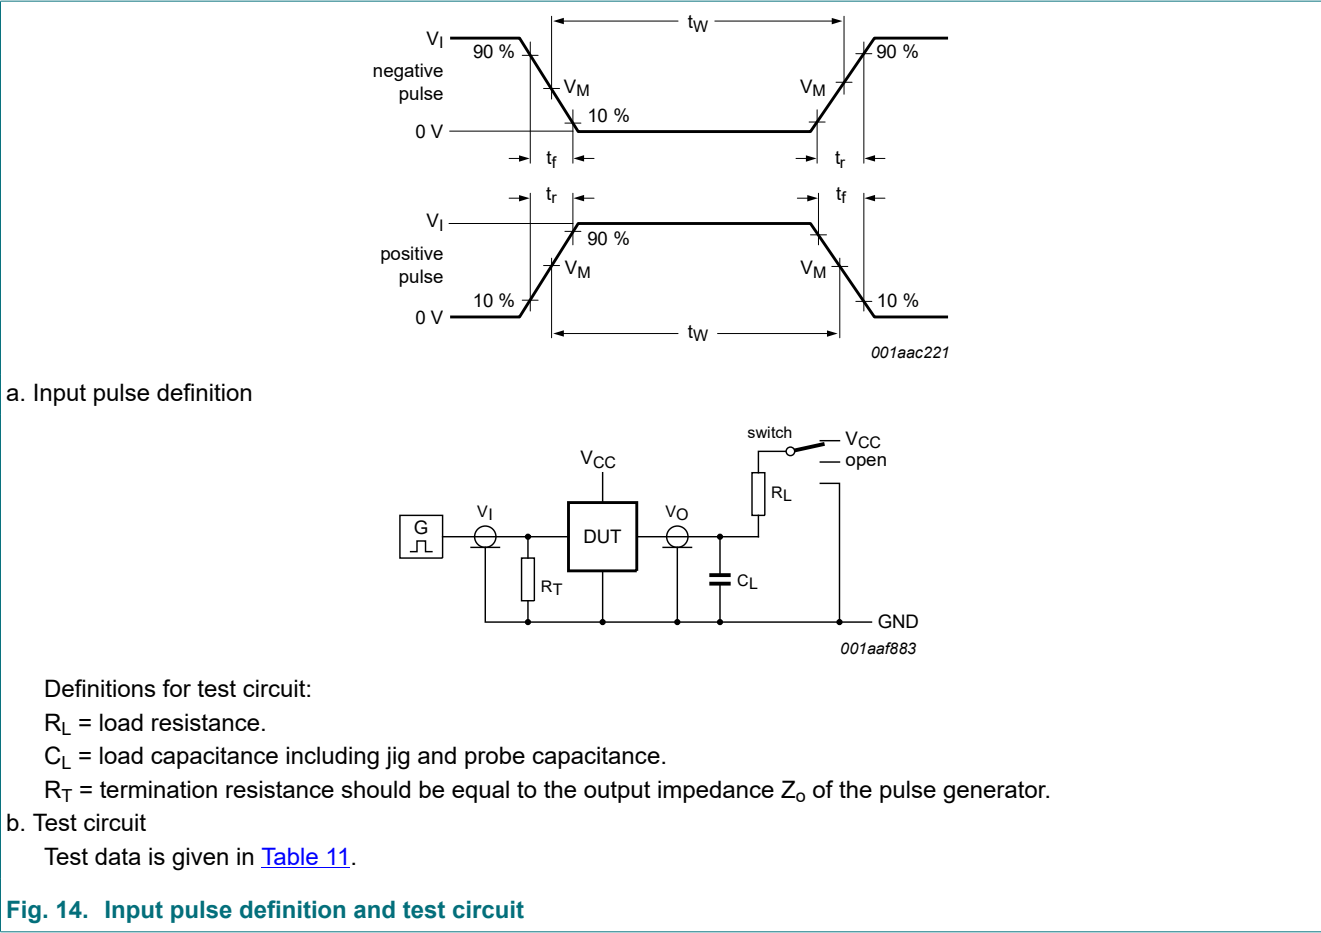 tW
VI
90 %
90 %
negative
pulse
VM
VM
10 %
0 V
tf
tr
tr
tf
VI
90 %
positive
pulse
VM
VM
10 %
10 %
0 V
tW
001aac221
a. Input pulse definition
switch
VCC
open
VCC
RL
VI
VO
G
DUT
RT
CL
GND
001aaf883
Definitions for test circuit:
RL = load resistance.
CL = load capacitance including jig and probe capacitance.
RT = termination resistance should be equal to the output impedance Zo of the pulse generator.
b. Test circuit
Test data is given in Table 11.
Fig. 14. Input pulse definition and test circuit